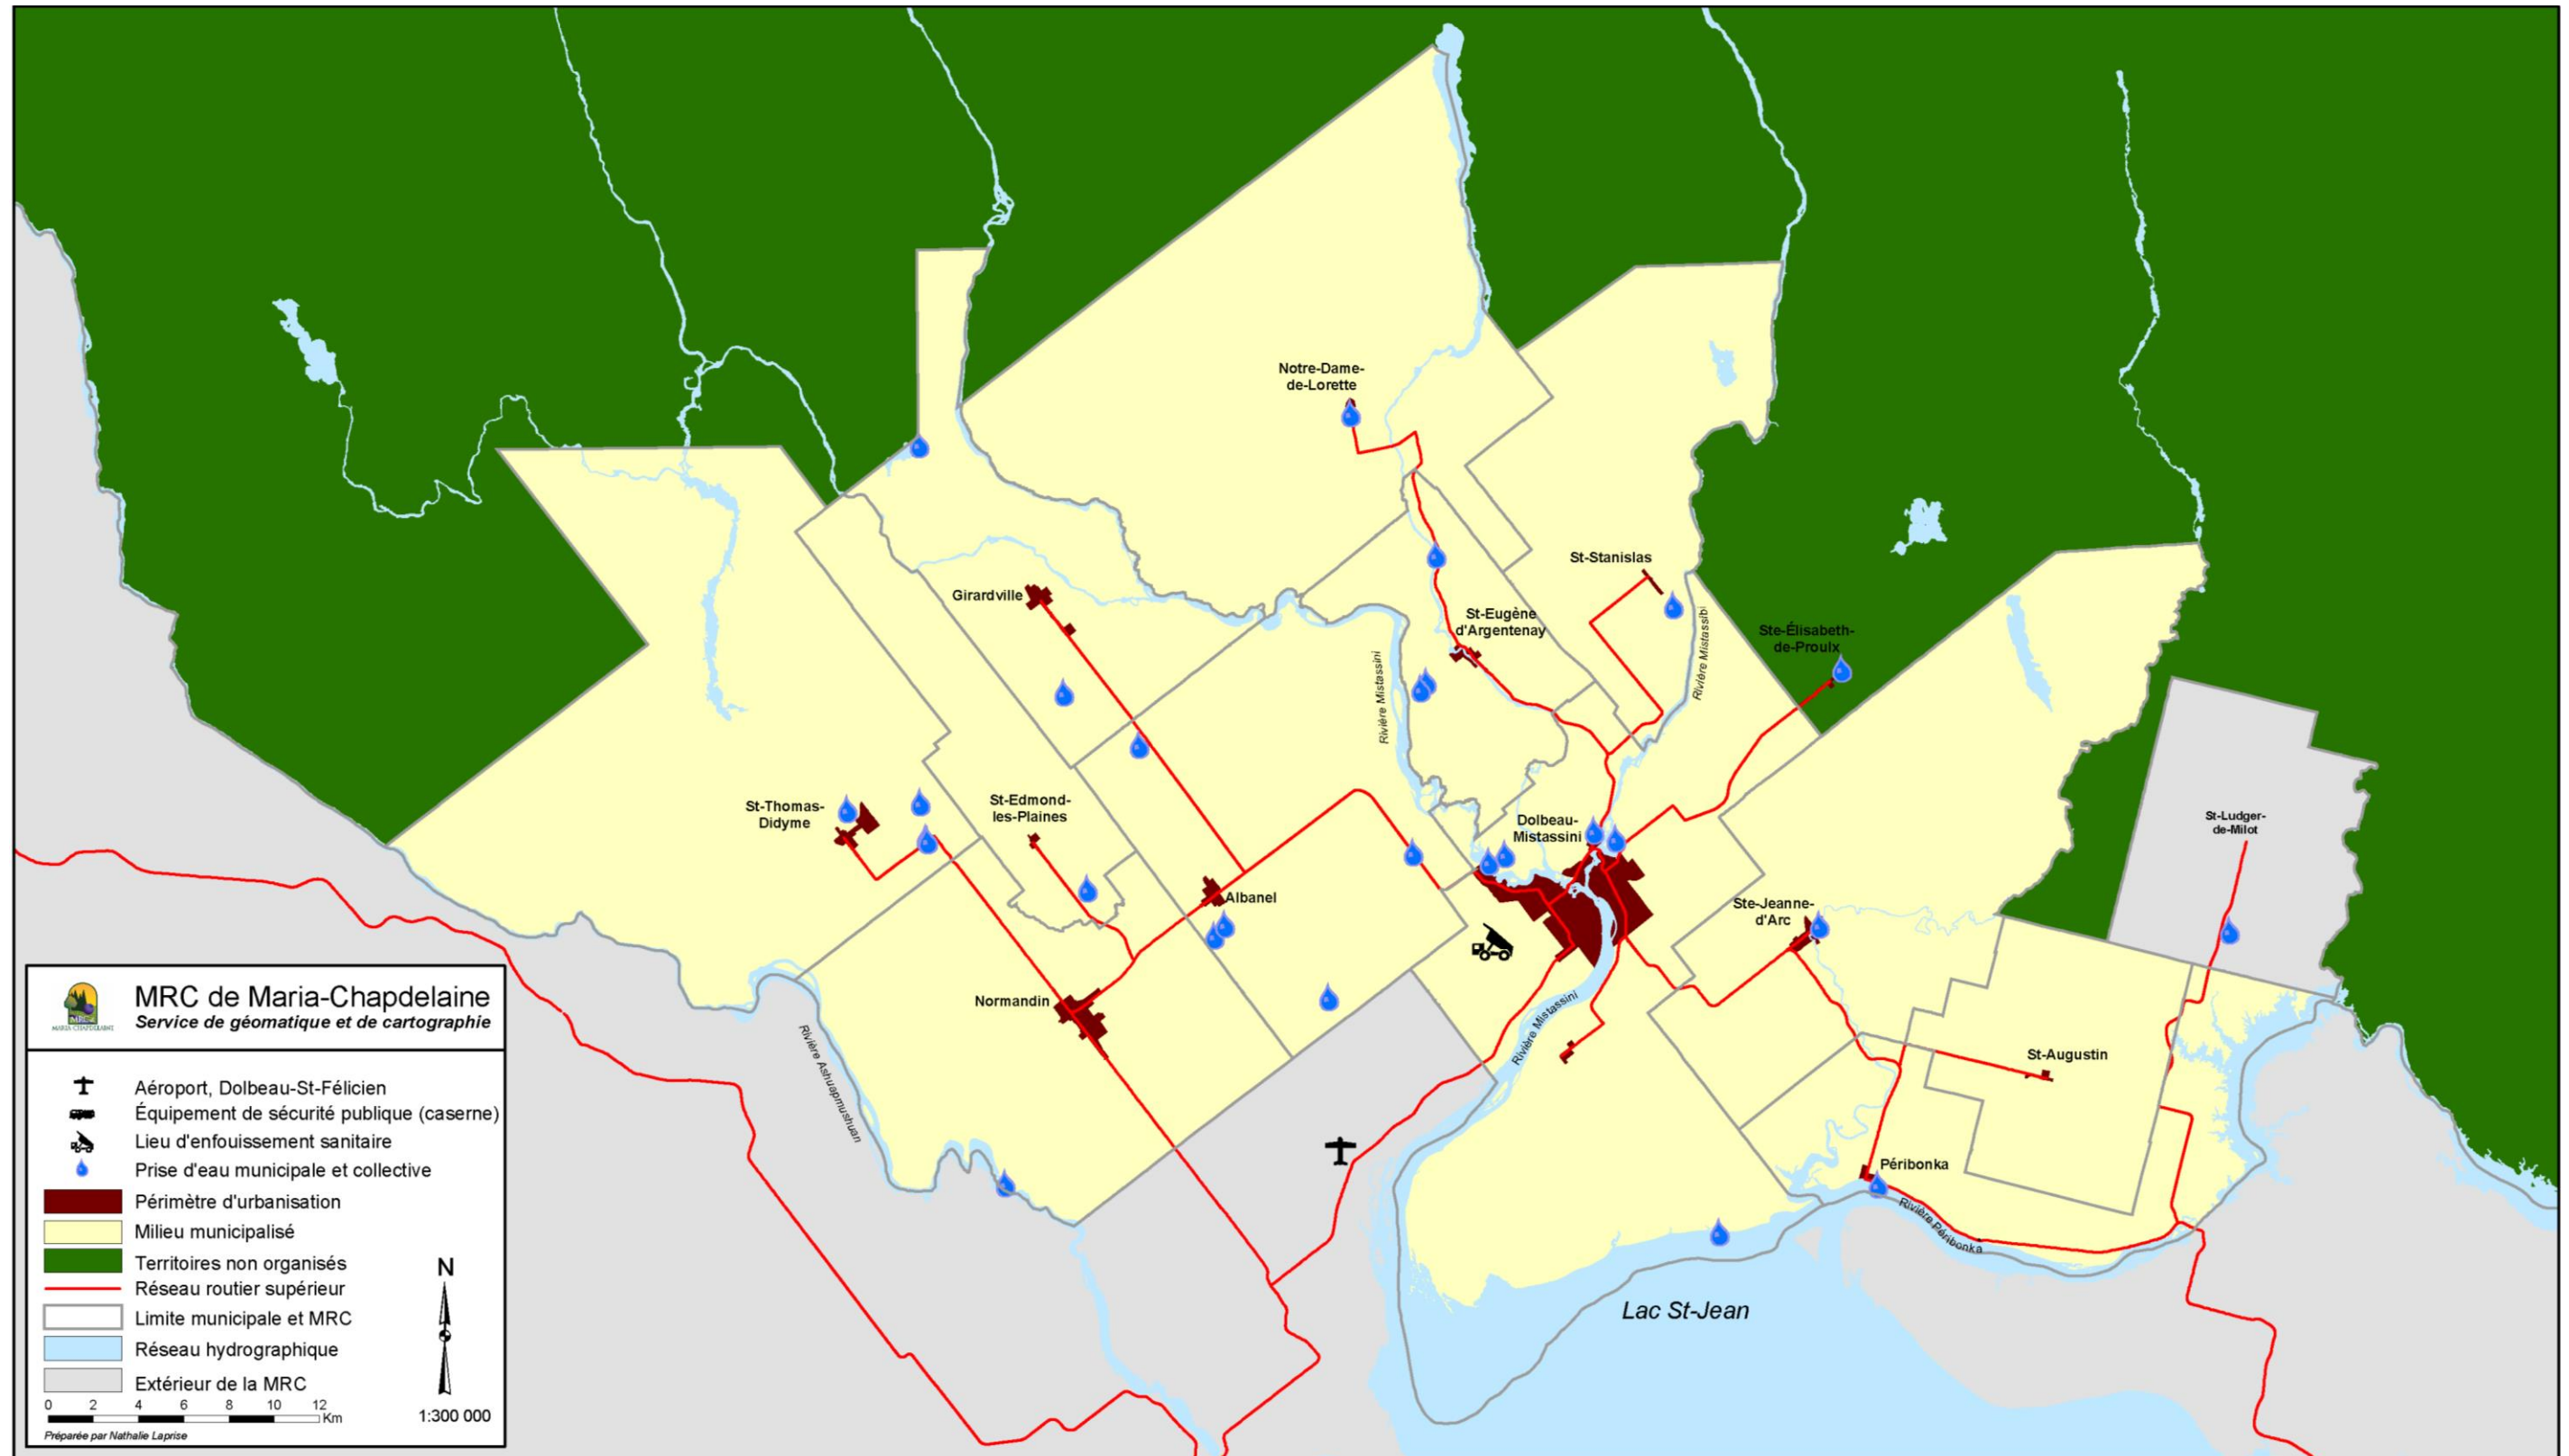 Notre-Dame-
de-Lorette
St-Stanislas
Girardville
St-Eugène
d'Argentenay
Rivière Mistassibi
Ste-Élisabeth-
de-Proulx
Rivière Mistassini
St-Thomas-
Didyme
St-Edmond-
les-Plaines
Dolbeau-
Mistassini
St-Ludger-
de-Milot
Albanel
Ste-Jeanne-
d'Arc
Normandin
Rivière Mistassini
Rivière Ashuapmushuan
St-Augustin
Péribonka
Rivière Péribonka
Lac St-Jean
MRC de Maria-Chapdelaine
Service de géomatique et de cartographie
MRC
MARIA-CHAPDELAINE
Aéroport, Dolbeau-St-Félicien
Équipement de sécurité publique (caserne)
Lieu d'enfouissement sanitaire
Prise d'eau municipale et collective
Périmètre d'urbanisation
Milieu municipalisé
Territoires non organisés
Réseau routier supérieur
Limite municipale et MRC
Réseau hydrographique
Extérieur de la MRC
N
0 2 4 6 8 10 12
Km
1:300 000
Préparée par Nathalie Laprise